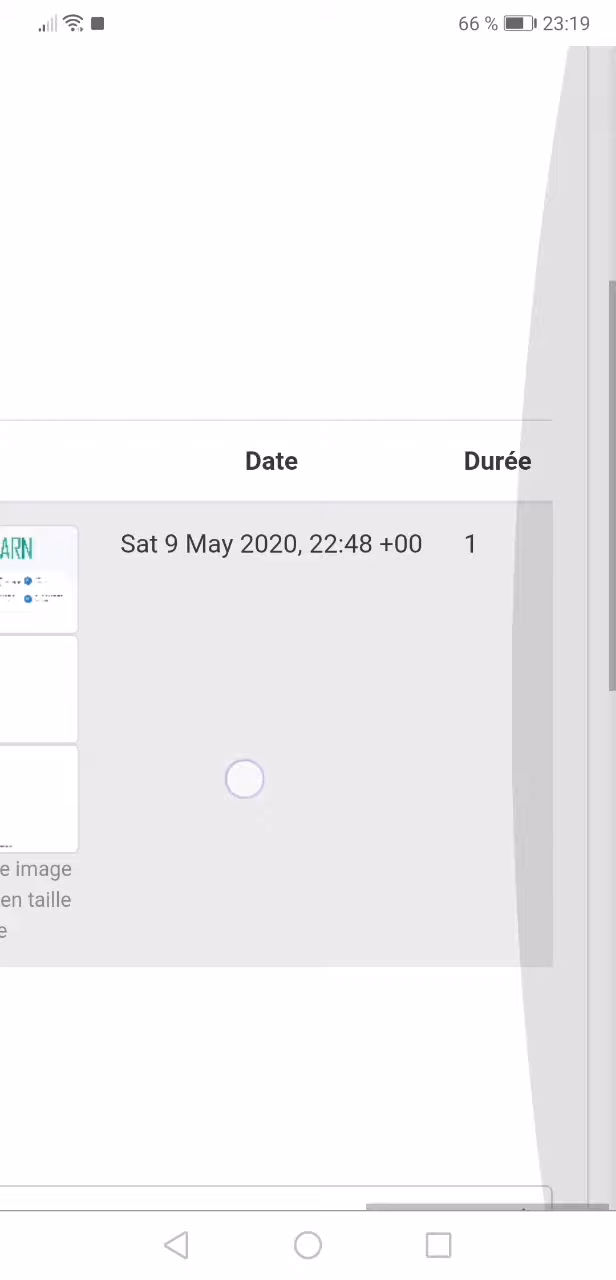 66 % 23:19
Date Durée
ARN
Sat 9 May 2020, 22:48 +00 1
e image
en taille
e